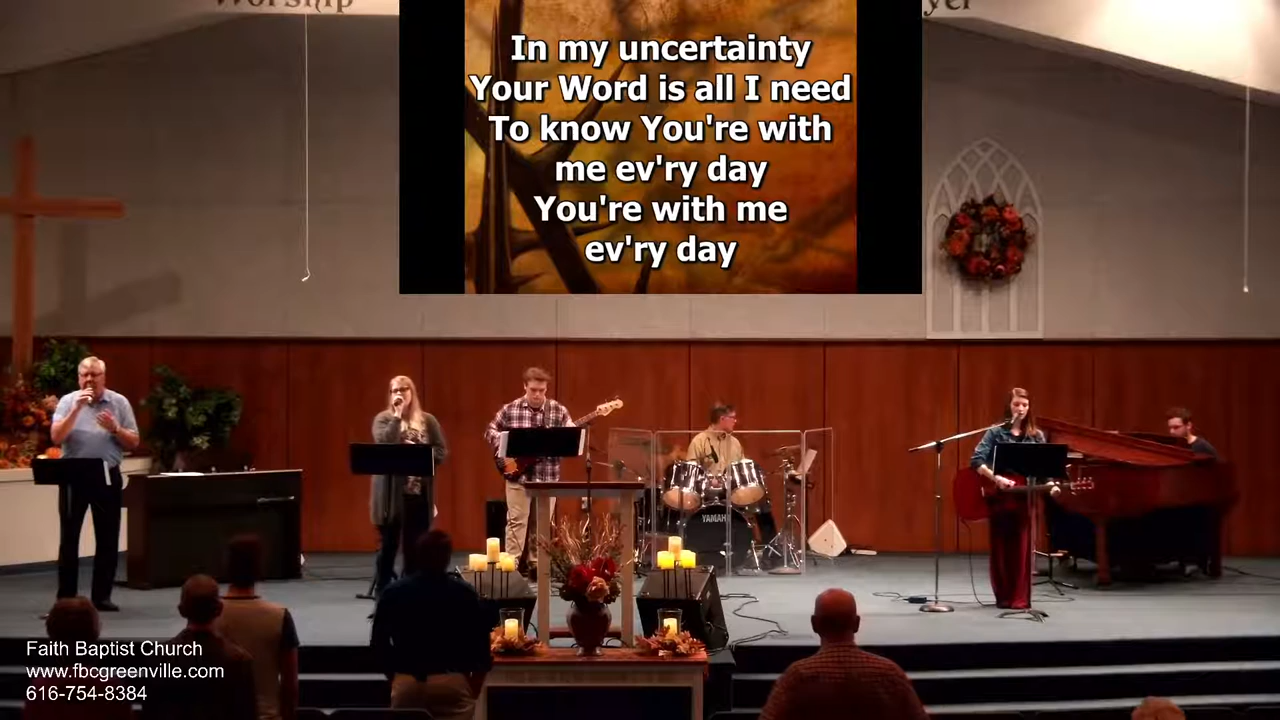 Worship
In my uncertainty
Your Word is all I need
To know You're with
me ev'ry day
You're with me
ev'ry day
YAMAHA
Faith Baptist Church
www.fbcgreenville.com
616-754-8384